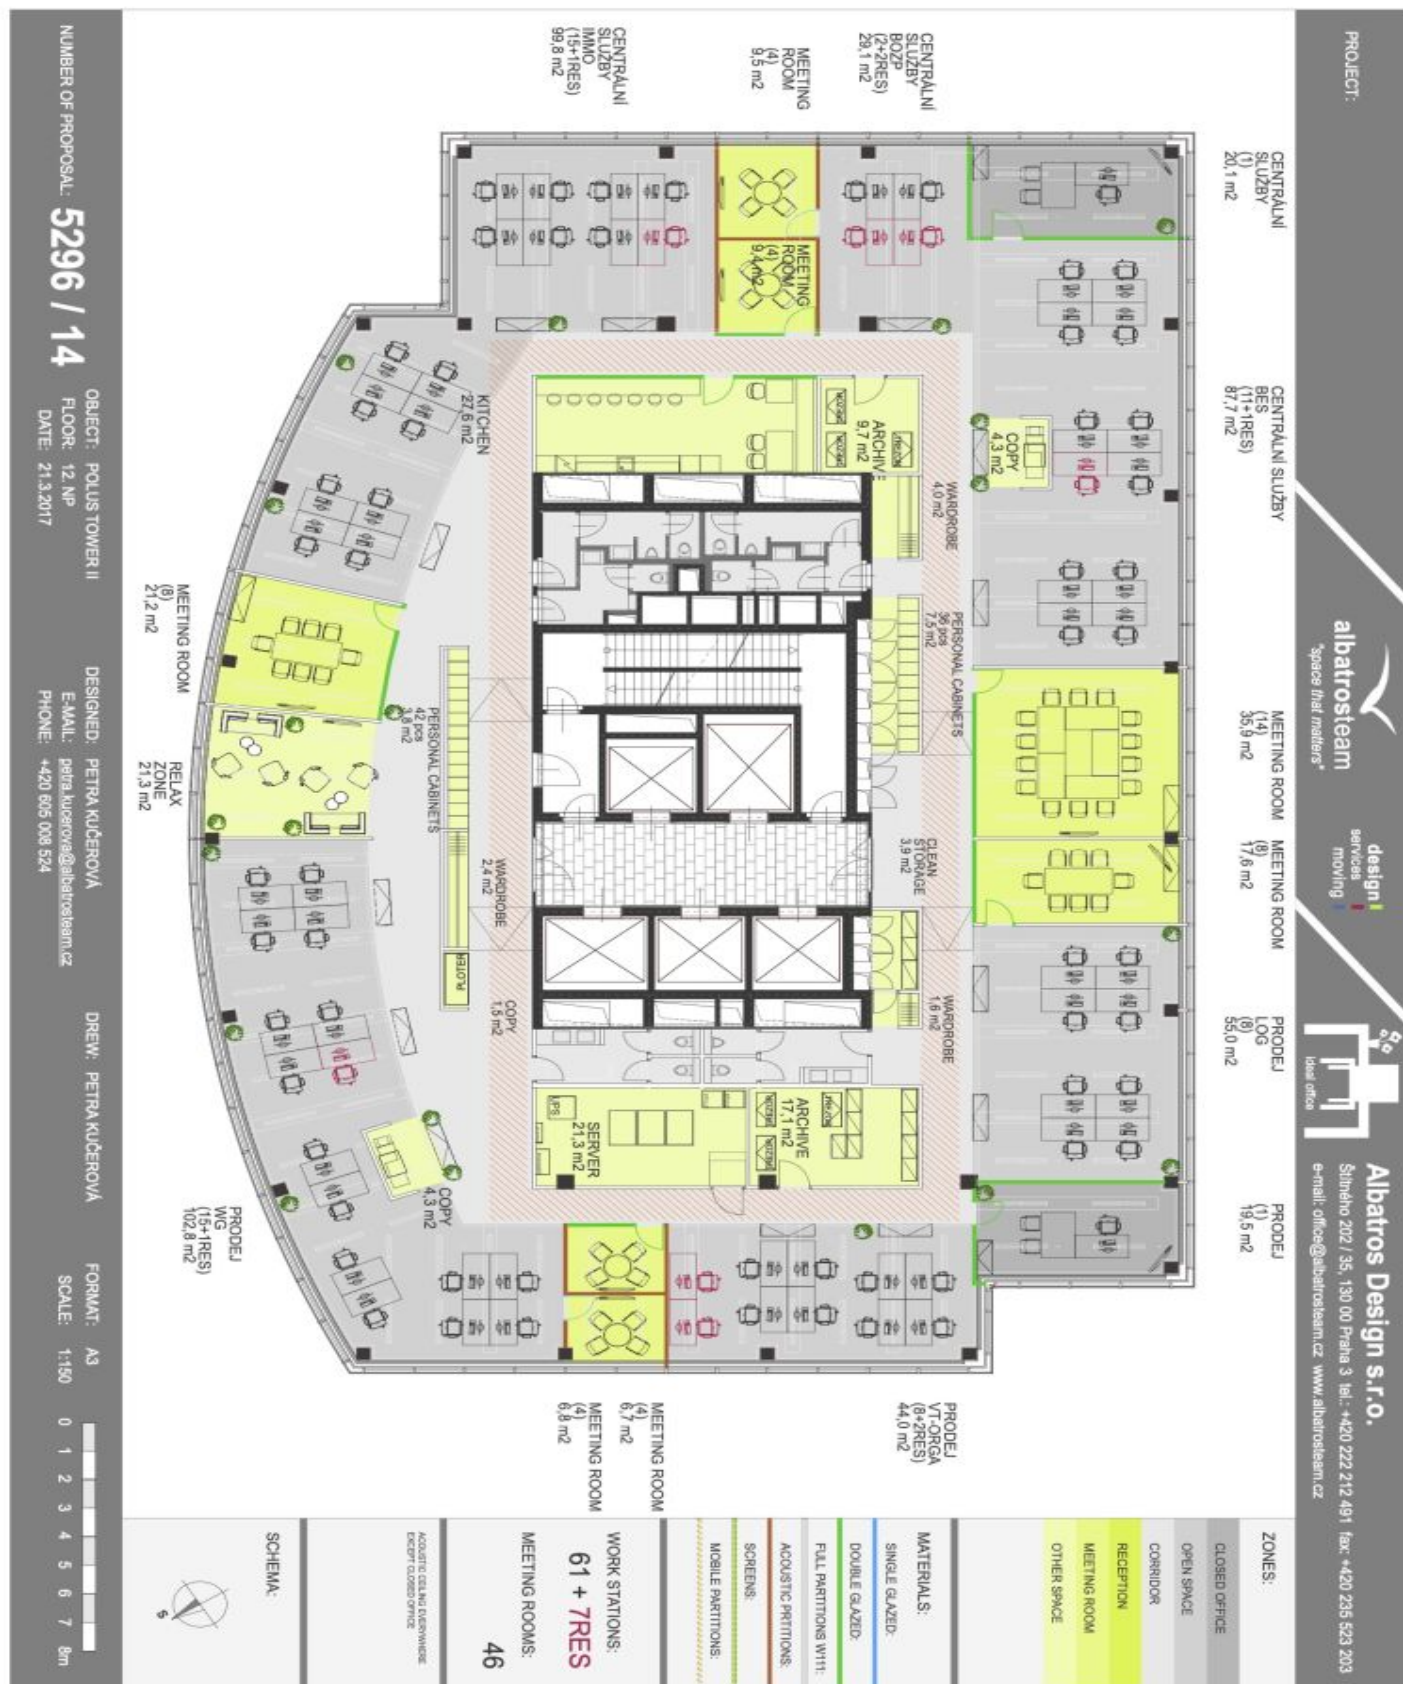 PROJECT:
albatrosteam
"space that matters"
design
services
moving
ideal office
Albatros Design s.r.o.
Štítného 202 / 35, 130 00 Praha 3 tel.: +420 222 212 491 fax: +420 235 523 203
e-mail: office@albatrosteam.cz www.albatrosteam.cz
CENTRÁLNÍ
SLUŽBY
(1)
20,1 m2
CENTRÁLNÍ SLUŽBY
BES
(11+1RES)
87,7 m2
MEETING ROOM
(14)
35,9 m2
MEETING ROOM
(8)
17,6 m2
PRODEJ
LOG
(8)
55,0 m2
PRODEJ
(1)
19,5 m2
CENTRÁLNÍ
SLUŽBY
BOZP
(2+2RES)
29,1 m2
MEETING
ROOM
(4)
9,5 m2
CENTRÁLNÍ
SLUŽBY
IMMO
(15+1RES)
99,8 m2
MEETING
ROOM
(4)
9,4 m2
COPY
4,3 m2
WARDROBE
4,0 m2
PERSONAL CABINETS
36 pcs
7,5 m2
CLEAN
STORAGE
3,9 m2
WARDROBE
1,6 m2
ARCHIVE
9,7 m2
ARCHIVE
17,1 m2
SERVER
21,3 m2
UPS
KITCHEN
27,6 m2
PERSONAL CABINETS
42 pcs
3,8 m2
WARDROBE
2,4 m2
COPY
1,5 m2
PLOTER
COPY
4,3 m2
MEETING ROOM
(8)
21,2 m2
RELAX
ZONE
21,3 m2
PRODEJ
WG
(15+1RES)
102,8 m2
PRODEJ
VT-ORGA
(8+2RES)
44,0 m2
MEETING ROOM
(4)
6,7 m2
MEETING ROOM
(4)
6,8 m2
ZONES:
CLOSED OFFICE
OPEN SPACE
CORRIDOR
RECEPTION
MEETING ROOM
OTHER SPACE
MATERIALS:
SINGLE GLAZED:
DOUBLE GLAZED:
FULL PARTITIONS W111:
ACOUSTIC PRTITIONS:
SCREENS:
MOBILE PARTITIONS:
WORK STATIONS:
61 + 7RES
MEETING ROOMS:
46
ACOUSTIC CEILING EVERYWHERE
EXCEPT CLOSED OFFICE
SCHEMA:
S
NUMBER OF PROPOSAL: 5296 / 14
OBJECT: POLUS TOWER II
FLOOR: 12. NP
DATE: 21.3.2017
DESIGNED: PETRA KUČEROVÁ
E-MAIL: petra.kucerova@albatrosteam.cz
PHONE: +420 605 008 524
DREW: PETRA KUČEROVÁ
FORMAT: A3
SCALE: 1:150
0 1 2 3 4 5 6 7 8m